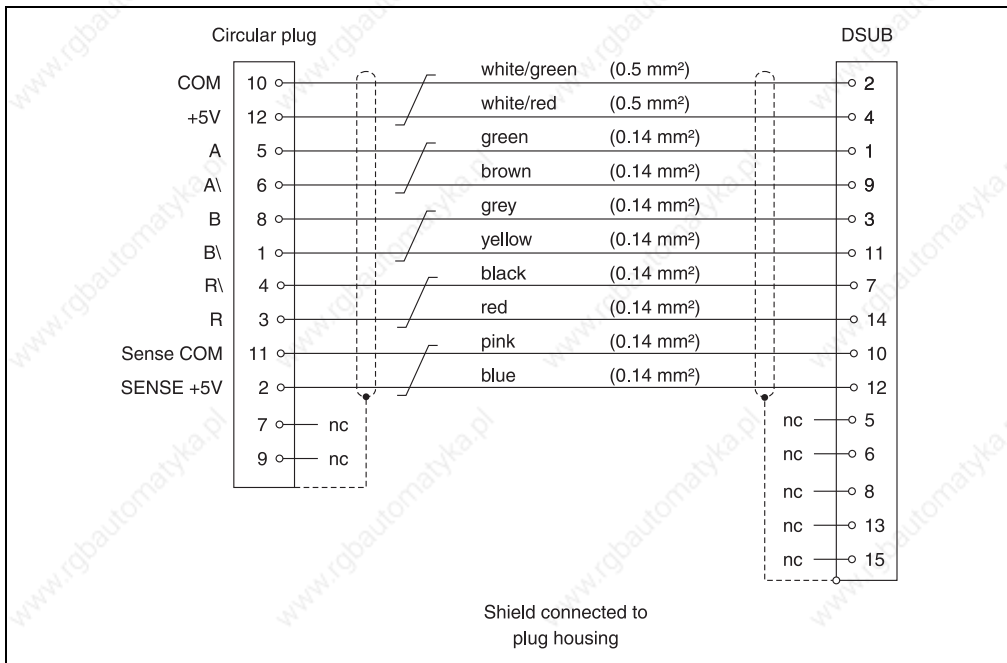 Circular plug DSUB
COM 10 white/green (0.5 mm²) 2
+5V 12 white/red (0.5 mm²) 4
A 5 green (0.14 mm²) 1
A\ 6 brown (0.14 mm²) 9
B 8 grey (0.14 mm²) 3
B\ 1 yellow (0.14 mm²) 11
R\ 4 black (0.14 mm²) 7
R 3 red (0.14 mm²) 14
Sense COM 11 pink (0.14 mm²) 10
SENSE +5V 2 blue (0.14 mm²) 12
7 nc nc 5
9 nc nc 6
nc 8
nc 13
nc 15
Shield connected to
plug housing
www.rgbautomatyka.pl